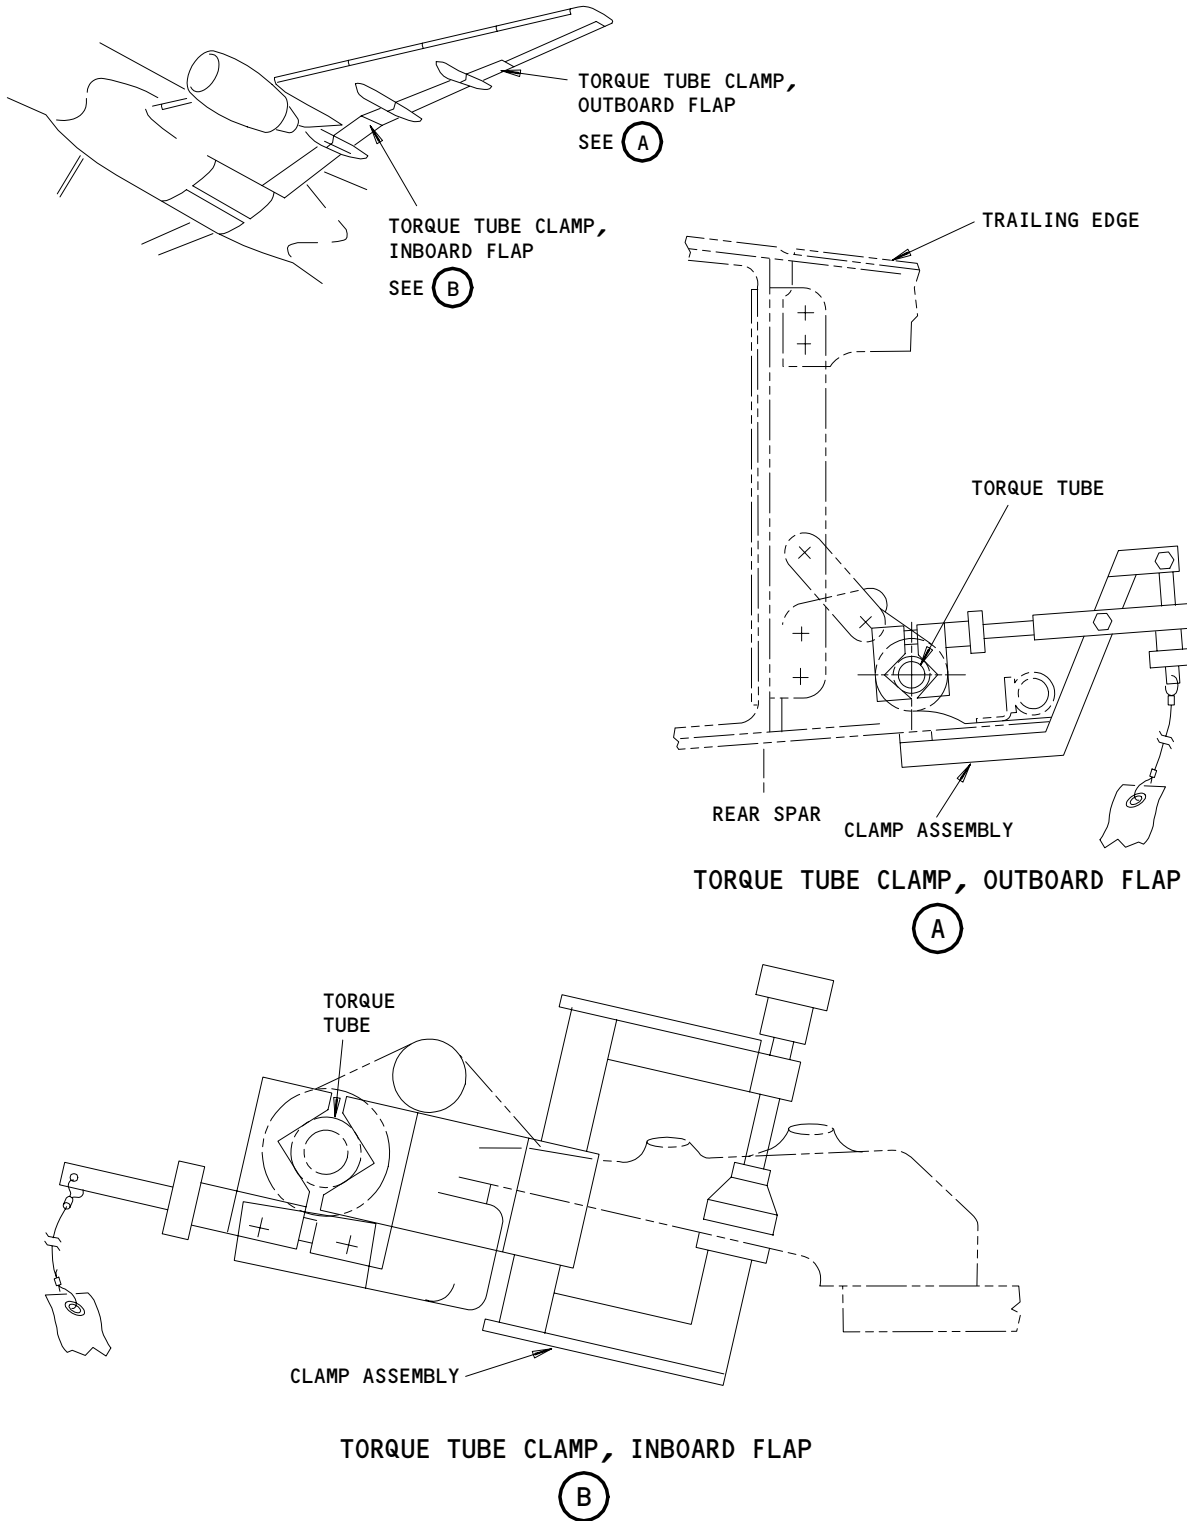 TORQUE TUBE CLAMP,
OUTBOARD FLAP
SEE A
TORQUE TUBE CLAMP,
INBOARD FLAP
SEE B
TRAILING EDGE
TORQUE TUBE
REAR SPAR
CLAMP ASSEMBLY
TORQUE TUBE CLAMP, OUTBOARD FLAP
A
TORQUE
TUBE
CLAMP ASSEMBLY
TORQUE TUBE CLAMP, INBOARD FLAP
B